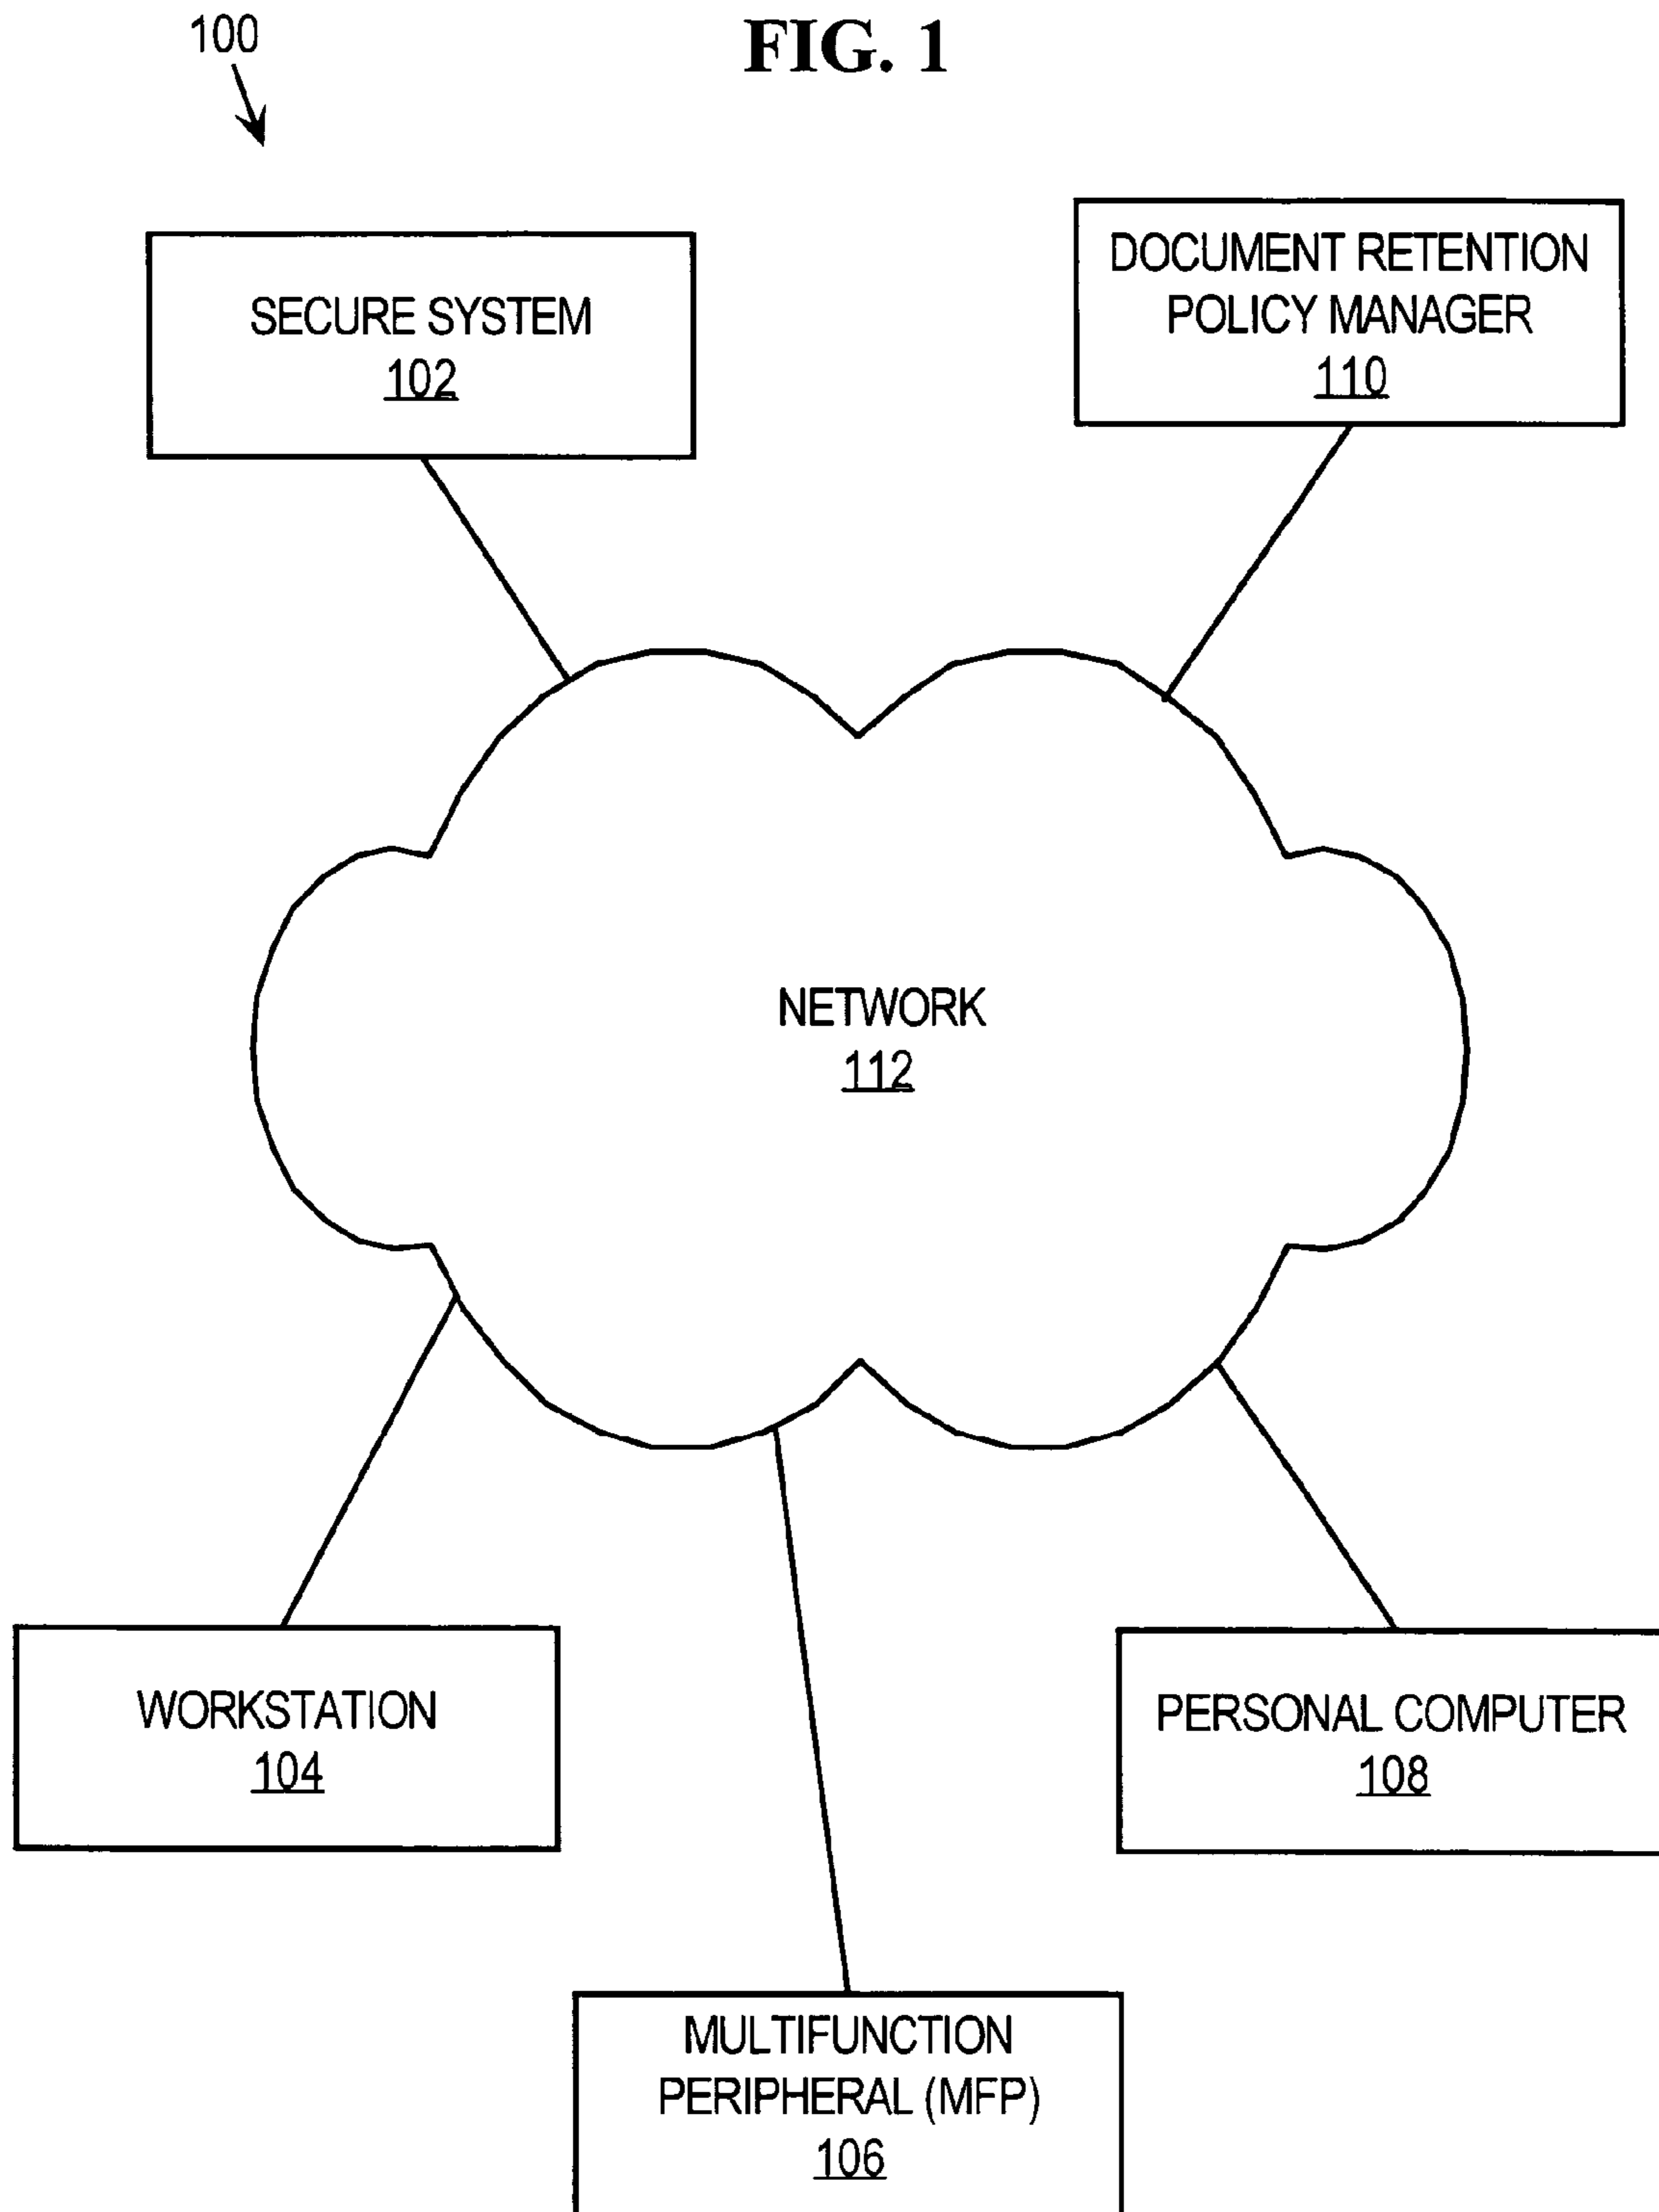 100
FIG. 1
SECURE SYSTEM
102
DOCUMENT RETENTION
POLICY MANAGER
110
NETWORK
112
WORKSTATION
104
PERSONAL COMPUTER
108
MULTIFUNCTION
PERIPHERAL (MFP)
106